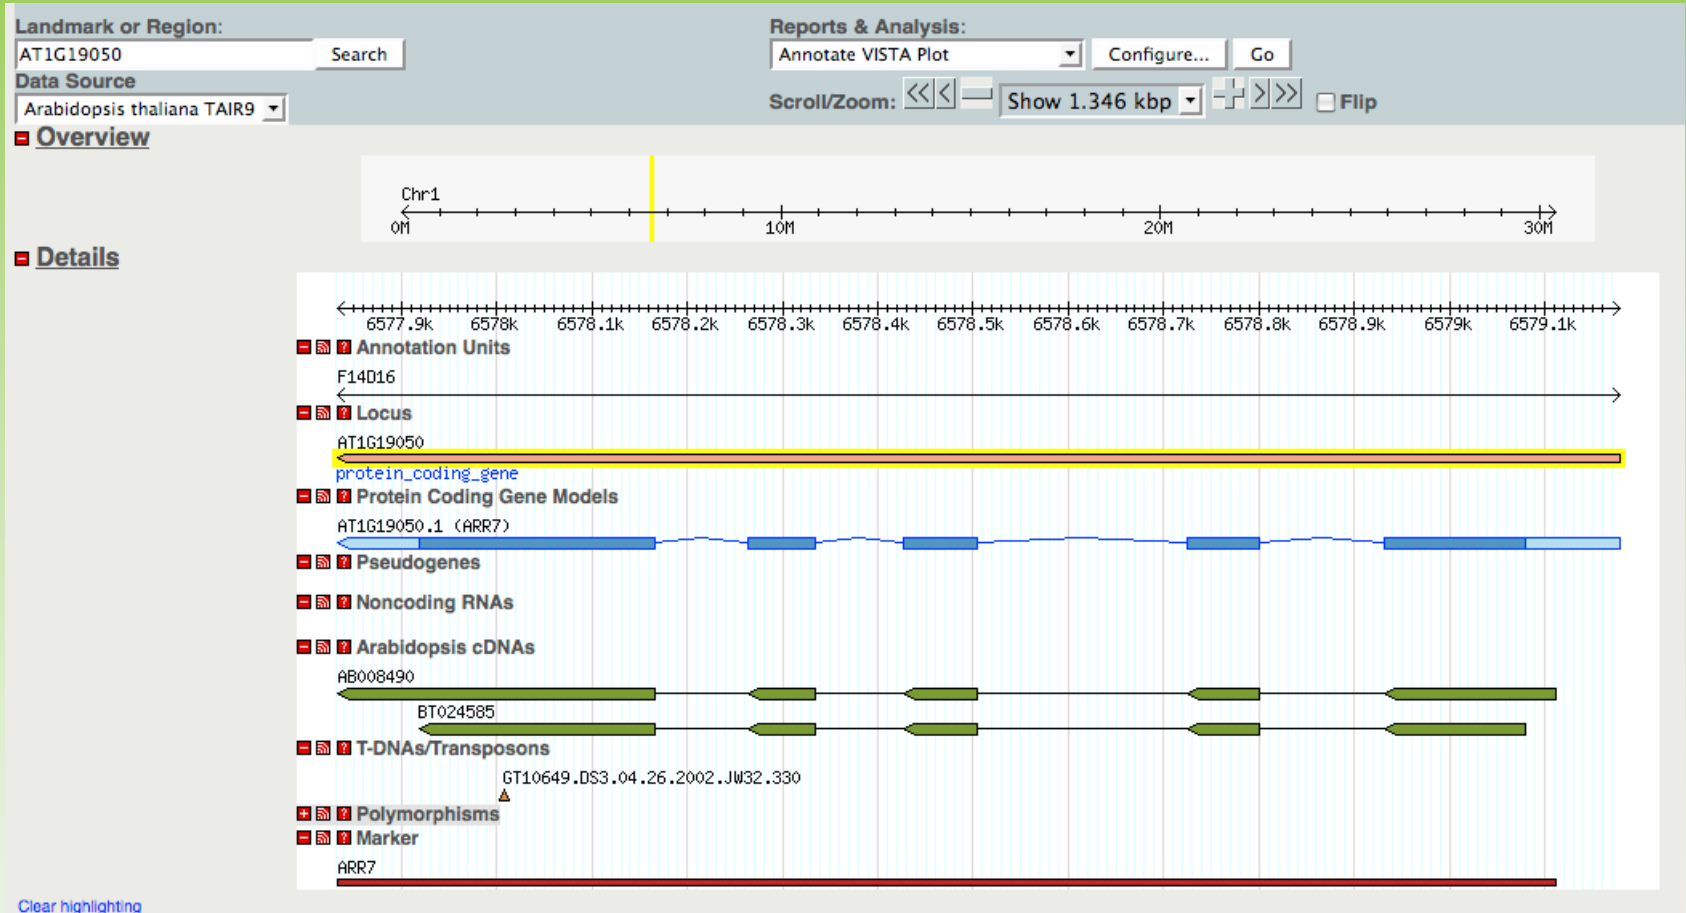 Landmark or Region:
AT1G19050 Search
Data Source
Arabidopsis thaliana TAIR9
Reports & Analysis:
Annotate VISTA Plot Configure... Go
Scroll/Zoom: << < Show 1.346 kbp > >> Flip
Overview
Chr1
0M 10M 20M 30M
Details
6577.9k 6578k 6578.1k 6578.2k 6578.3k 6578.4k 6578.5k 6578.6k 6578.7k 6578.8k 6578.9k 6579k 6579.1k
Annotation Units
F14D16
Locus
AT1G19050
protein_coding_gene
Protein Coding Gene Models
AT1G19050.1 (ARR7)
Pseudogenes
Noncoding RNAs
Arabidopsis cDNAs
AB008490
BT024585
T-DNAs/Transposons
GT10649.DS3.04.26.2002.JW32.330
Polymorphisms
Marker
ARR7
Clear highlighting